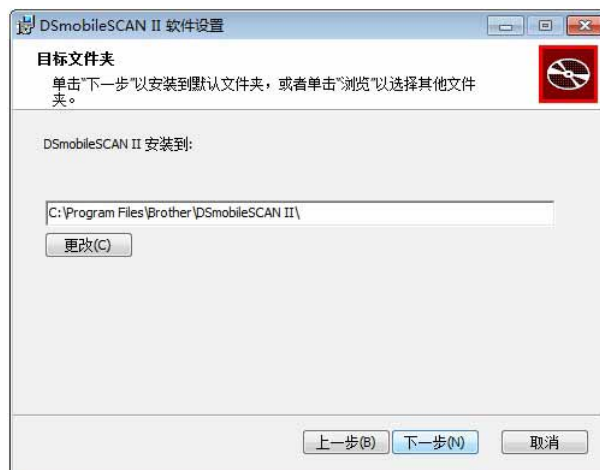 DSmobileSCAN II 软件设置
目标文件夹
单击"下一步"以安装到默认文件夹，或者单击"浏览"以选择其他文件
夹。
DSmobileSCAN II 安装到:
C:\Program Files\Brother\DSmobileSCAN II\
更改(C)
上一步(B) 下一步(N) 取消